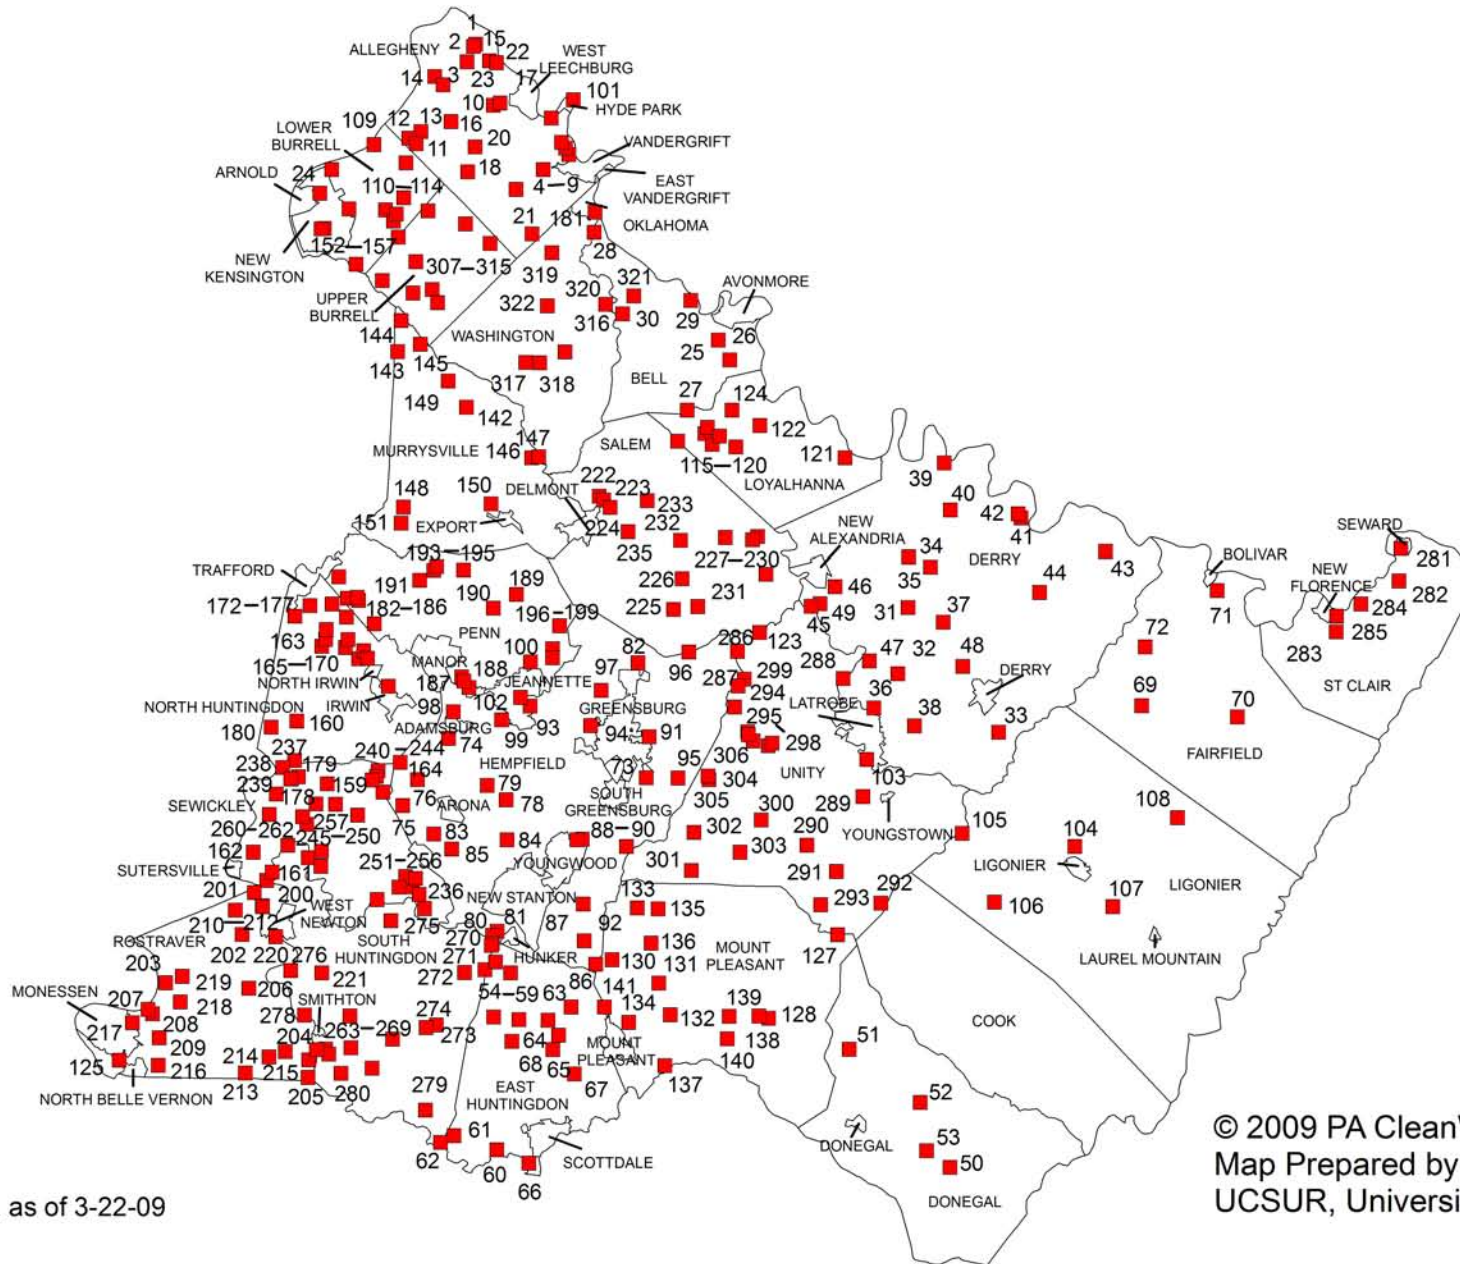 1
2
15
ALLEGHENY
22
WEST
LEECHBURG
14
3
23
17
101
10
HYDE PARK
109
12
13
16
LOWER
BURRELL
11
20
VANDERGRIFT
ARNOLD
24
18
110–114
4–9
EAST
VANDERGRIFT
21
181
OKLAHOMA
152–157
28
NEW
KENSINGTON
307–315
319
UPPER
BURRELL
322
320
321
AVONMORE
316
30
29
144
WASHINGTON
26
145
25
143
317
318
BELL
149
27
124
142
122
147
SALEM
MURRYSVILLE
146
115–120
121
LOYALHANNA
39
148
150
DELMONT
222
223
233
40
151
EXPORT
224
232
NEW
ALEXANDRIA
42
41
SEWARD
193–195
235
227–230
34
DERRY
BOLIVAR
281
TRAFFORD
191
189
226
231
46
35
44
43
NEW
FLORENCE
282
172–177
190
225
49
31
71
284
182–186
196–199
45
37
285
163
PENN
123
286
72
283
165–170
MANOR
100
82
288
47
32
48
188
97
96
299
DERRY
ST CLAIR
NORTH IRWIN
187
JEANNETTE
287
294
36
69
70
NORTH HUNTINGDON
IRWIN
98
102
GREENSBURG
LATROBE
38
33
180
160
ADAMSBURG
93
295
99
94
91
298
FAIRFIELD
237
240–244
74
306
238
179
HEMPFIELD
95
UNITY
103
239
159
164
73
304
178
76
79
SOUTH
GREENSBURG
305
SEWICKLEY
ARONA
78
300
289
108
75
302
YOUNGSTOWN
260–262
257
83
84
88–90
290
105
104
245–250
162
85
YOUNGWOOD
303
LIGONIER
SUTERSVILLE
251–256
301
291
161
236
NEW STANTON
133
LIGONIER
201
200
WEST
NEWTON
293
292
107
81
135
106
210–212
275
80
87
92
ROSTRAVER
SOUTH
HUNTINGDON
270
136
MOUNT
PLEASANT
127
202
220
276
271
HUNKER
130
131
LAUREL MOUNTAIN
203
219
221
272
86
MONESSEN
206
54–59
63
141
SMITHTON
134
139
207
218
278
274
132
128
COOK
217
208
204
263–269
273
64
51
209
214
68
65
MOUNT
PLEASANT
138
140
125
216
215
67
137
NORTH BELLE VERNON
213
205
280
279
EAST
HUNTINGDON
52
61
DONEGAL
62
60
SCOTTDALE
53
50
66
DONEGAL
© 2009 PA Clean
Map Prepared by
UCSUR, Universi
as of 3-22-09